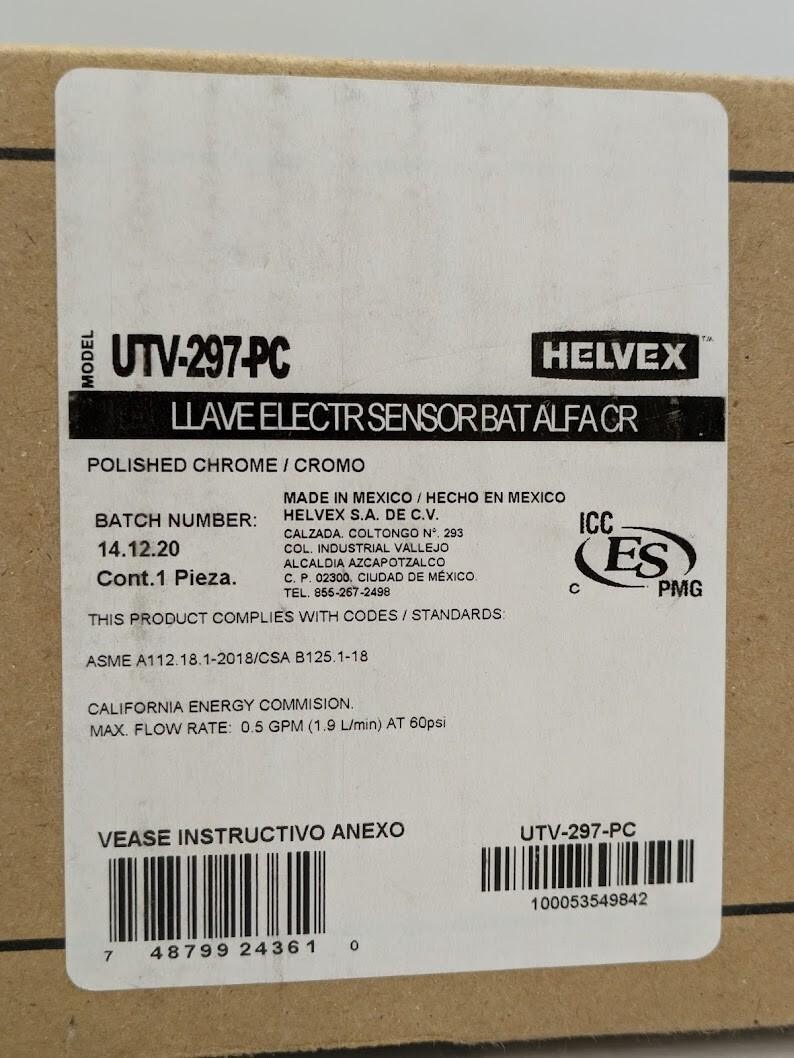 MODEL UTV-297-PC HELVEX T.M.
LLAVE ELECTR SENSOR BAT ALFA CR
POLISHED CHROME / CROMO
MADE IN MEXICO / HECHO EN MEXICO
HELVEX S.A. DE C.V.
CALZADA. COLTONGO N°. 293
COL. INDUSTRIAL VALLEJO
ALCALDIA AZCAPOTZALCO
C. P. 02300, CIUDAD DE MÉXICO.
TEL. 855-267-2498
BATCH NUMBER:
14.12.20
Cont.1 Pieza.
ICC
ES
C PMG
THIS PRODUCT COMPLIES WITH CODES / STANDARDS:
ASME A112.18.1-2018/CSA B125.1-18
CALIFORNIA ENERGY COMMISION.
MAX. FLOW RATE: 0.5 GPM (1.9 L/min) AT 60psi
VEASE INSTRUCTIVO ANEXO
7 48799 24361 0
UTV-297-PC
100053549842